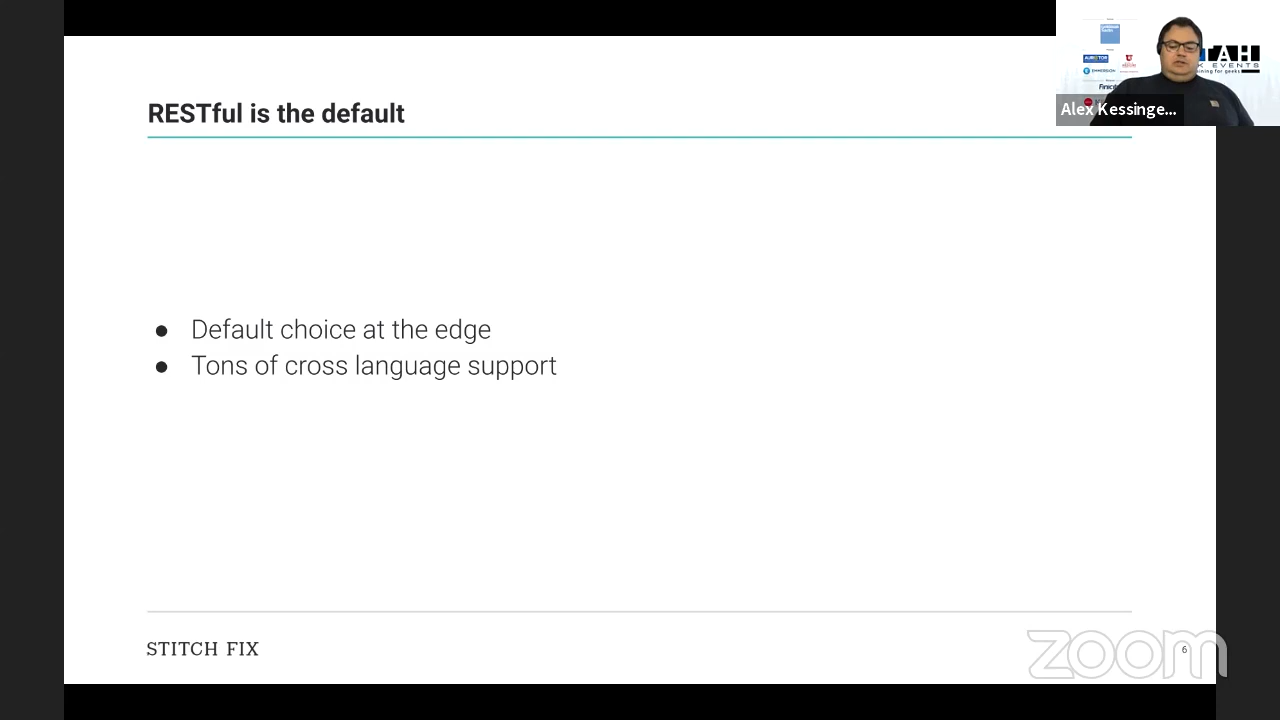 RESTful is the default
Alex Kessinge...
● Default choice at the edge
● Tons of cross language support
STITCH FIX
6
zoom